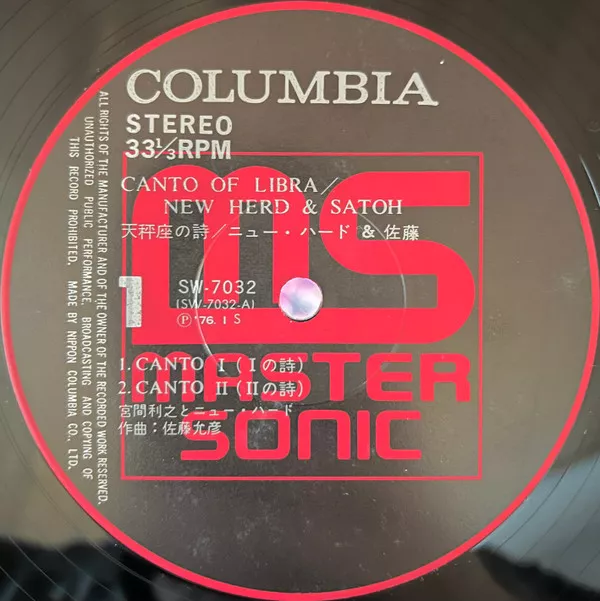 COLUMBIA
STEREO
33⅓RPM
CANTO OF LIBRA/
NEW HERD & SATOH
天秤座の詩/ニュー・ハード & 佐藤
1
SW-7032
(SW-7032-A)
Ⓟ '76. 1 S
1. CANTO I (Iの詩)
2. CANTO II (IIの詩)
宮間利之とニュー・ハード
作曲:佐藤允彦
MS
MASTER
SONIC
ALL RIGHTS OF THE MANUFACTURER AND OF THE OWNER OF THE RECORDED WORK RESERVED.
UNAUTHORIZED PUBLIC PERFORMANCE, BROADCASTING AND COPYING OF
THIS RECORD PROHIBITED. MADE BY NIPPON COLUMBIA CO., LTD.